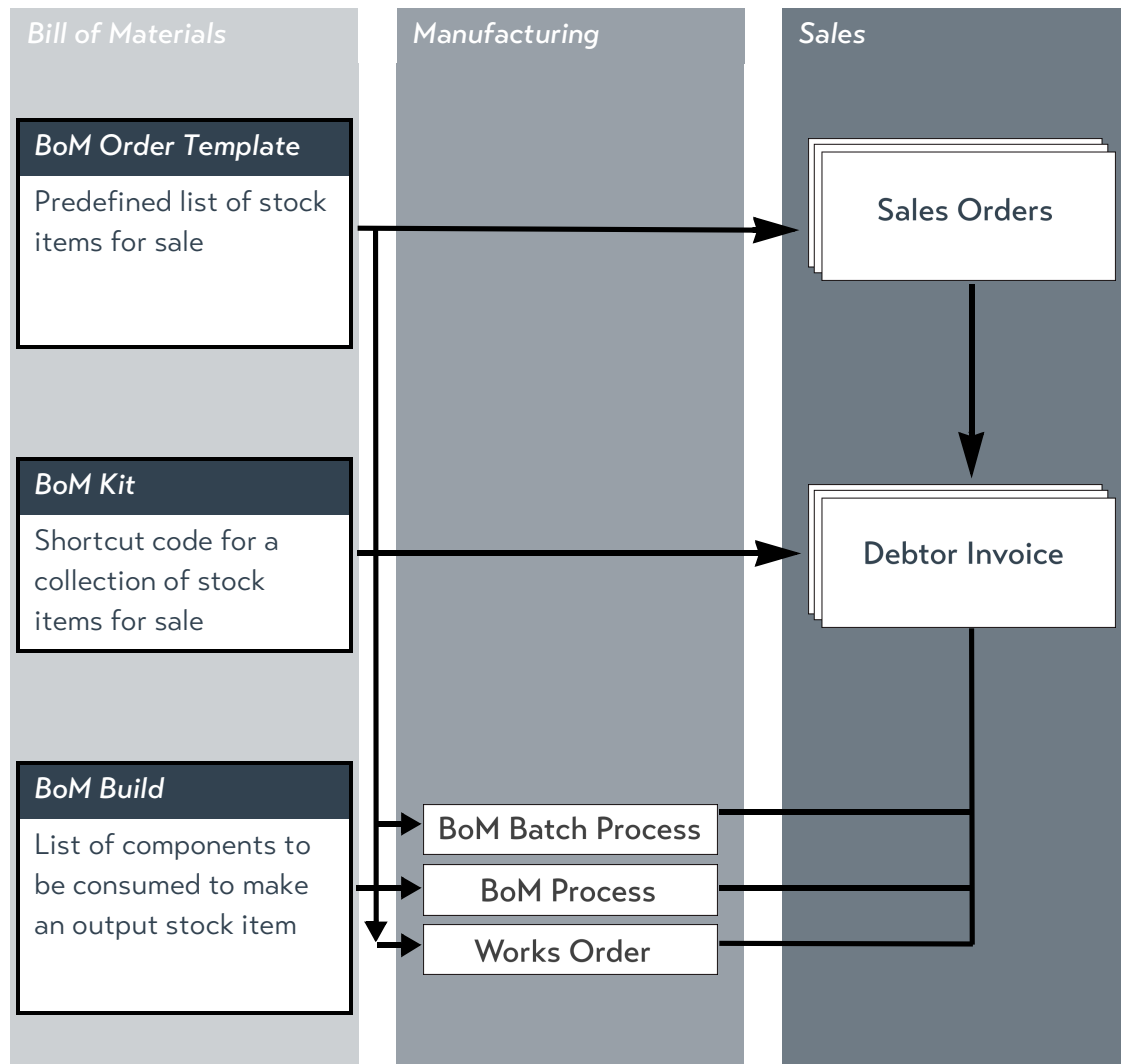 Bill of Materials
Manufacturing
Sales
BoM Order Template
Predefined list of stock
items for sale
Sales Orders
BoM Kit
Shortcut code for a
collection of stock
items for sale
Debtor Invoice
BoM Build
List of components to
be consumed to make
an output stock item
BoM Batch Process
BoM Process
Works Order